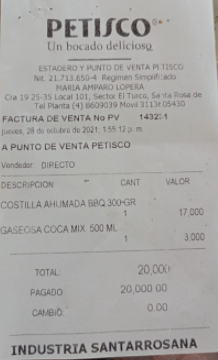 PETISCO®
Un bocado delicioso
ESTADERO Y PUNTO DE VENTA PETISCO
Nit. 21.713.650-4 Regimen Simplificado
MARIA AMPARO LOPERA
Cra 19 25-35 Local 101, Sector El Turco, Santa Rosa de
Tel Planta (4) 8609039 Movil 3113 05430
FACTURA DE VENTA No PV
jueves, 28 de octubre de 2021, 1:55:12 p. m.
A PUNTO DE VENTA PETISCO
Vendedor: DIRECTO
DESCRIPCION CANT VALOR
COSTILLA AHUMADA BBQ 300-GR
1 17,000
GASEOSA COCA MIX. 500 ML
1 3,000
TOTAL: 20,000
PAGADO 20,000.00
CAMBIO: 0.00
INDUSTRIA SANTARROSANA